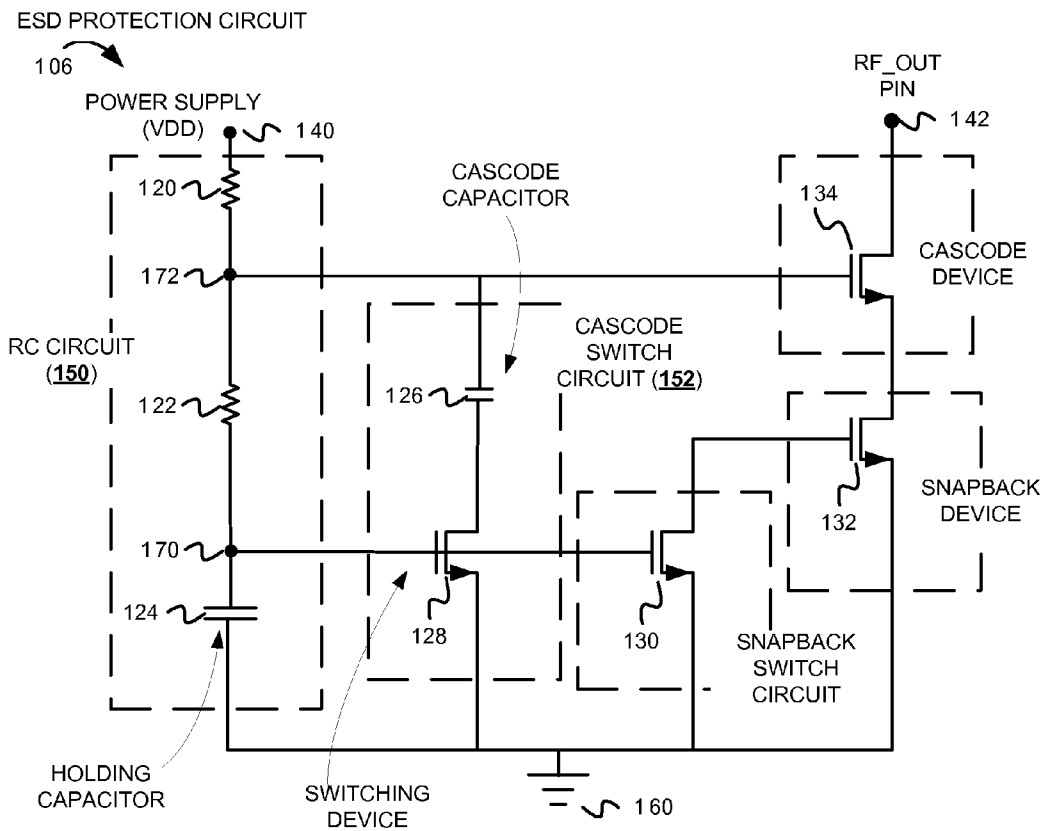 ESD PROTECTION CIRCUIT
106
POWER SUPPLY
(VDD)
140
RF_OUT
PIN
142
120
CASCODE
CAPACITOR
134
CASCODE
DEVICE
172
RC CIRCUIT
(150)
CASCODE
SWITCH
CIRCUIT (152)
126
122
SNAPBACK
DEVICE
132
170
124
128
130
SNAPBACK
SWITCH
CIRCUIT
HOLDING
CAPACITOR
SWITCHING
DEVICE
160